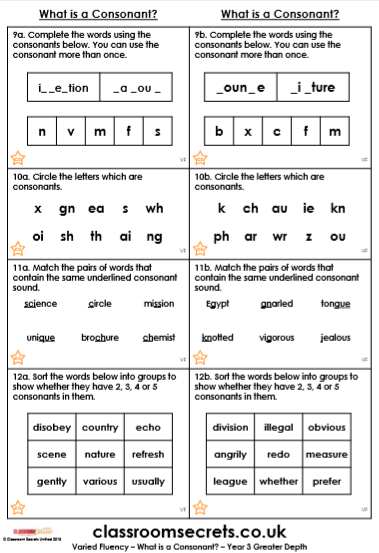 What is a Consonant?
What is a Consonant?
9a. Complete the words using the
consonants below. You can use the
consonant more than once.
i_ _e_tion
_a _ou _
n v m f s
VF
9b. Complete the words using the
consonants below. You can use the
consonant more than once.
_oun_e
_i _ture
b x c f m
VF
10a. Circle the letters which are
consonants.
x gn ea s wh
oi sh th ai ng
VF
10b. Circle the letters which are
consonants.
k ch au ie kn
ph ar wr z ou
VF
11a. Match the pairs of words that
contain the same underlined consonant
sound.
science circle mission
unique brochure chemist
VF
11b. Match the pairs of words that
contain the same underlined consonant
sound.
Egypt gnarled tongue
knotted vigorous jealous
VF
12a. Sort the words below into groups to
show whether they have 2, 3, 4 or 5
consonants in them.
disobey country echo
scene nature refresh
gently various usually
VF
12b. Sort the words below into groups to
show whether they have 2, 3, 4 or 5
consonants in them.
division illegal obvious
angrily redo measure
league whether prefer
VF
classroomsecrets.co.uk
Varied Fluency – What is a Consonant? – Year 3 Greater Depth